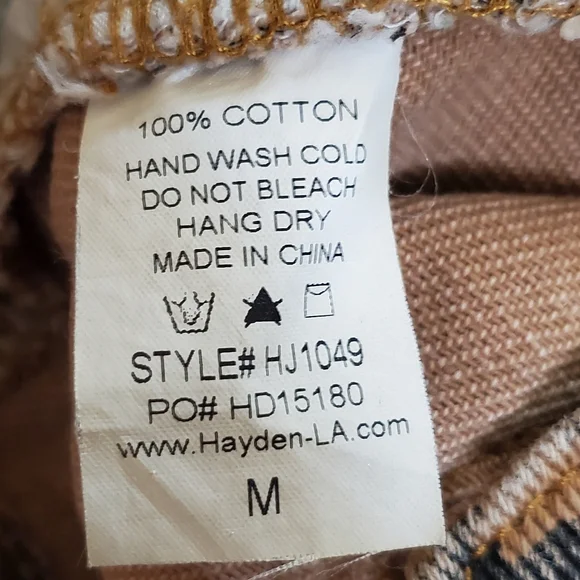 100% COTTON
HAND WASH COLD
DO NOT BLEACH
HANG DRY
MADE IN CHINA
STYLE# HJ1049
PO# HD15180
www.Hayden-LA.com
M